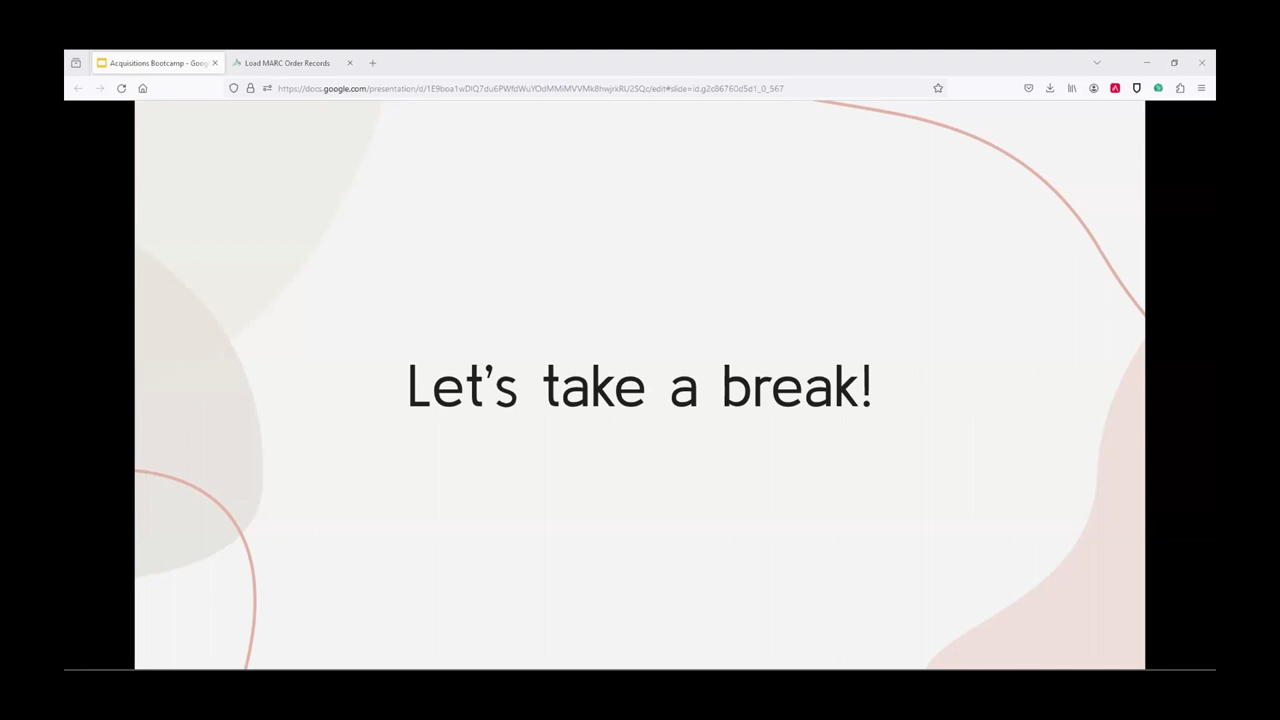 Acquisitions Bootcamp - Goog
Load MARC Order Records
Let's take a break!